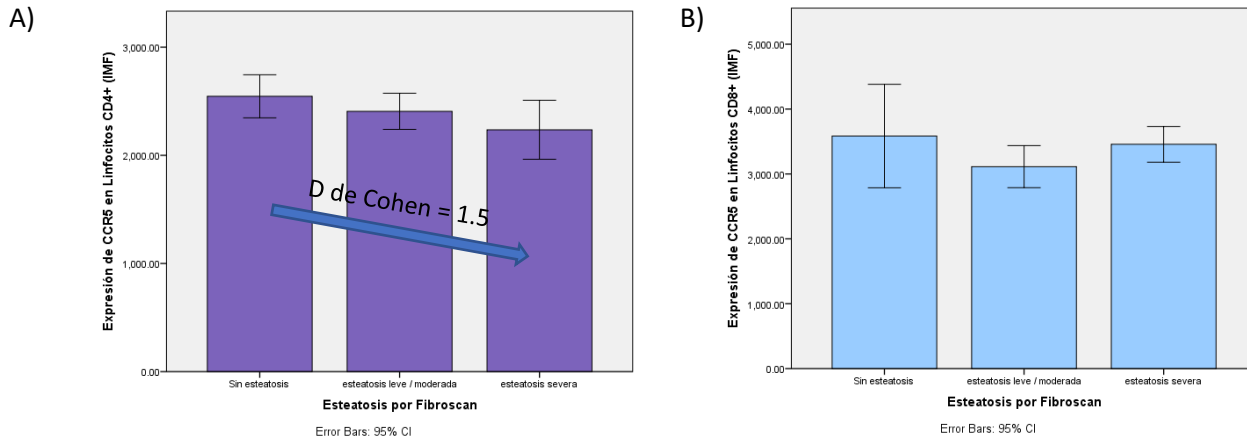 A)
Expresión de CCR5 en Linfocitos CD4+ (IMF)
3,000.00
2,000.00
1,000.00
0.00
D de Cohen = 1.5
Sin esteatosis
esteatosis leve / moderada
esteatosis severa
Esteatosis por Fibroscan
Error Bars: 95% CI
B)
Expresión de CCR5 en Linfocitos CD8+ (IMF)
5,000.00
4,000.00
3,000.00
2,000.00
1,000.00
0.00
Sin esteatosis
esteatosis leve / moderada
esteatosis severa
Esteatosis por Fibroscan
Error Bars: 95% CI